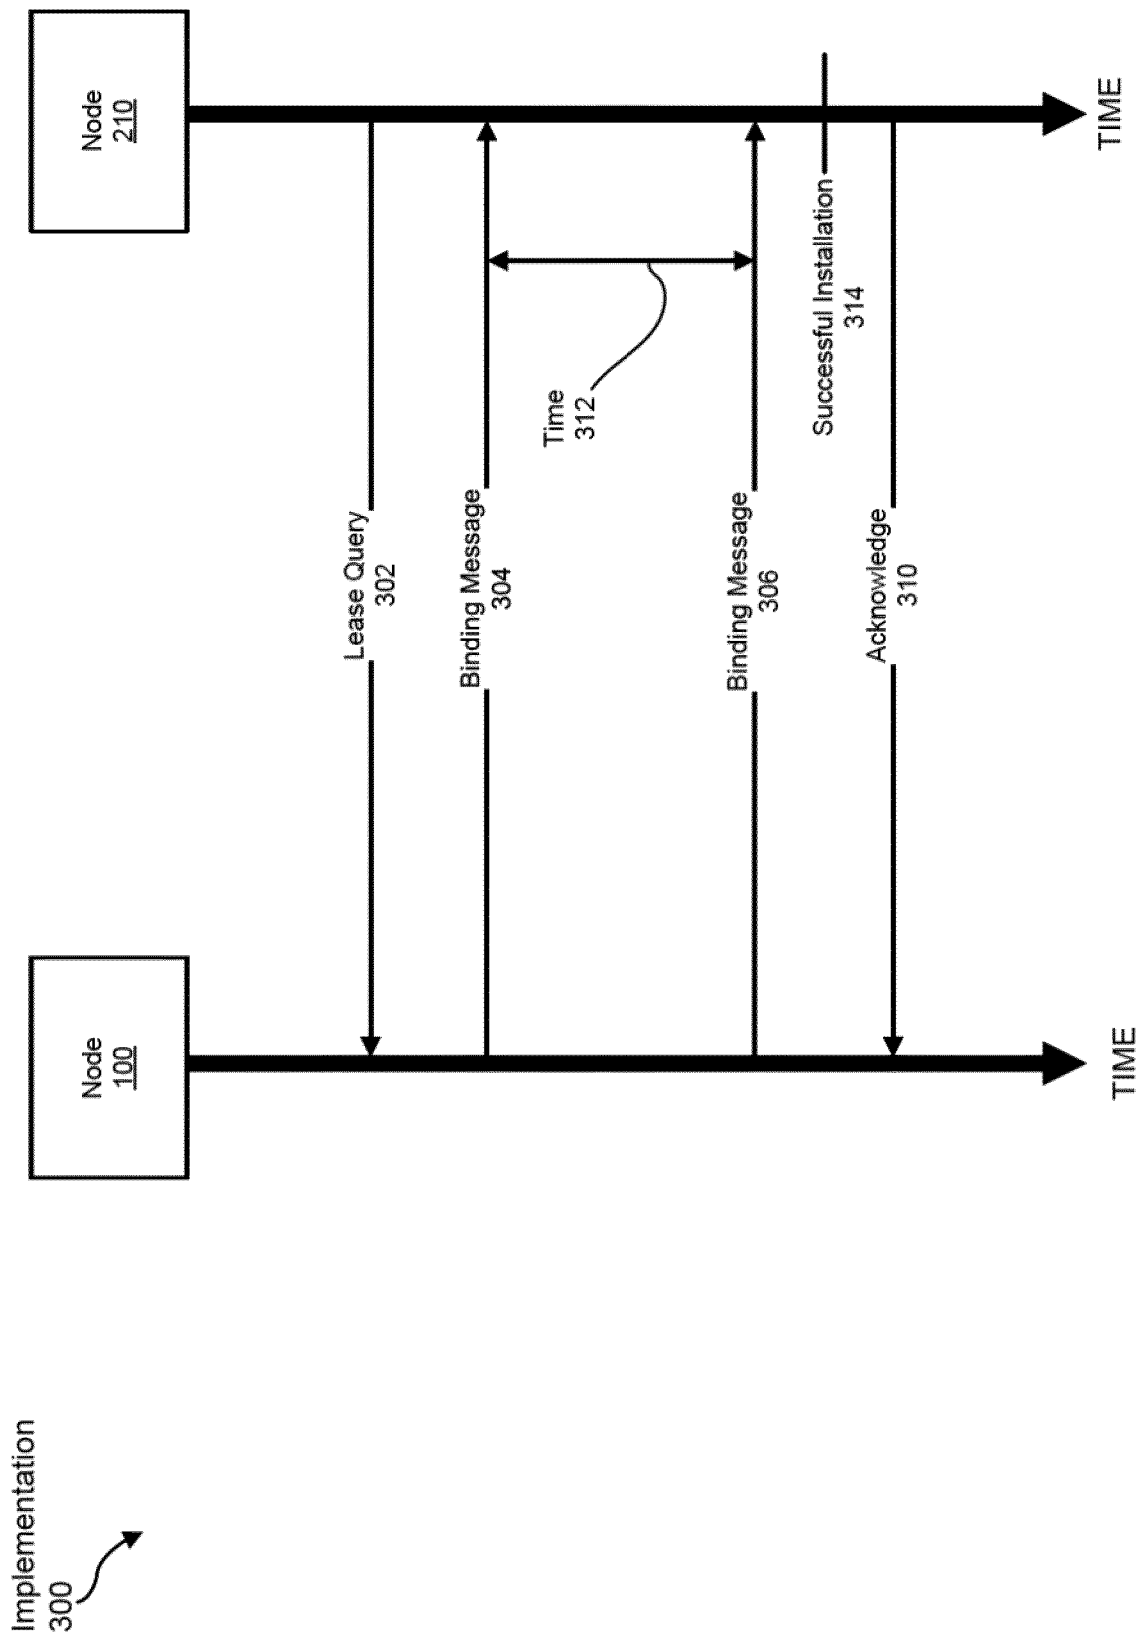 Implementation
300
Node
100
Node
210
Lease Query
302
Binding Message
304
Time
312
Binding Message
306
Successful Installation
314
Acknowledge
310
TIME
TIME